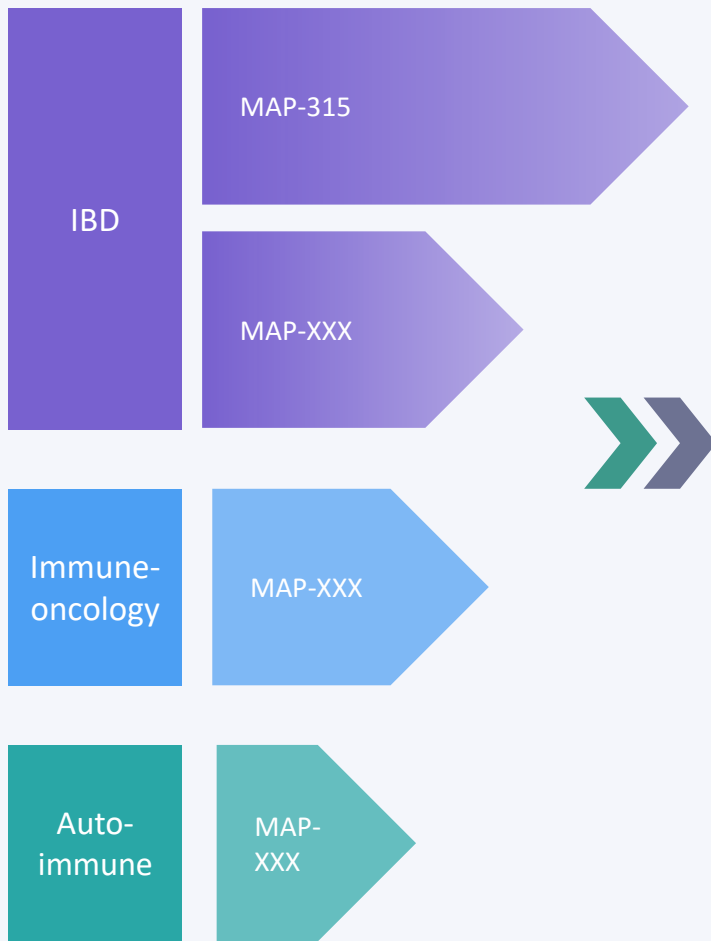 IBD
MAP-315
MAP-XXX
Immune-
oncology
MAP-XXX
Auto-
immune
MAP-
XXX